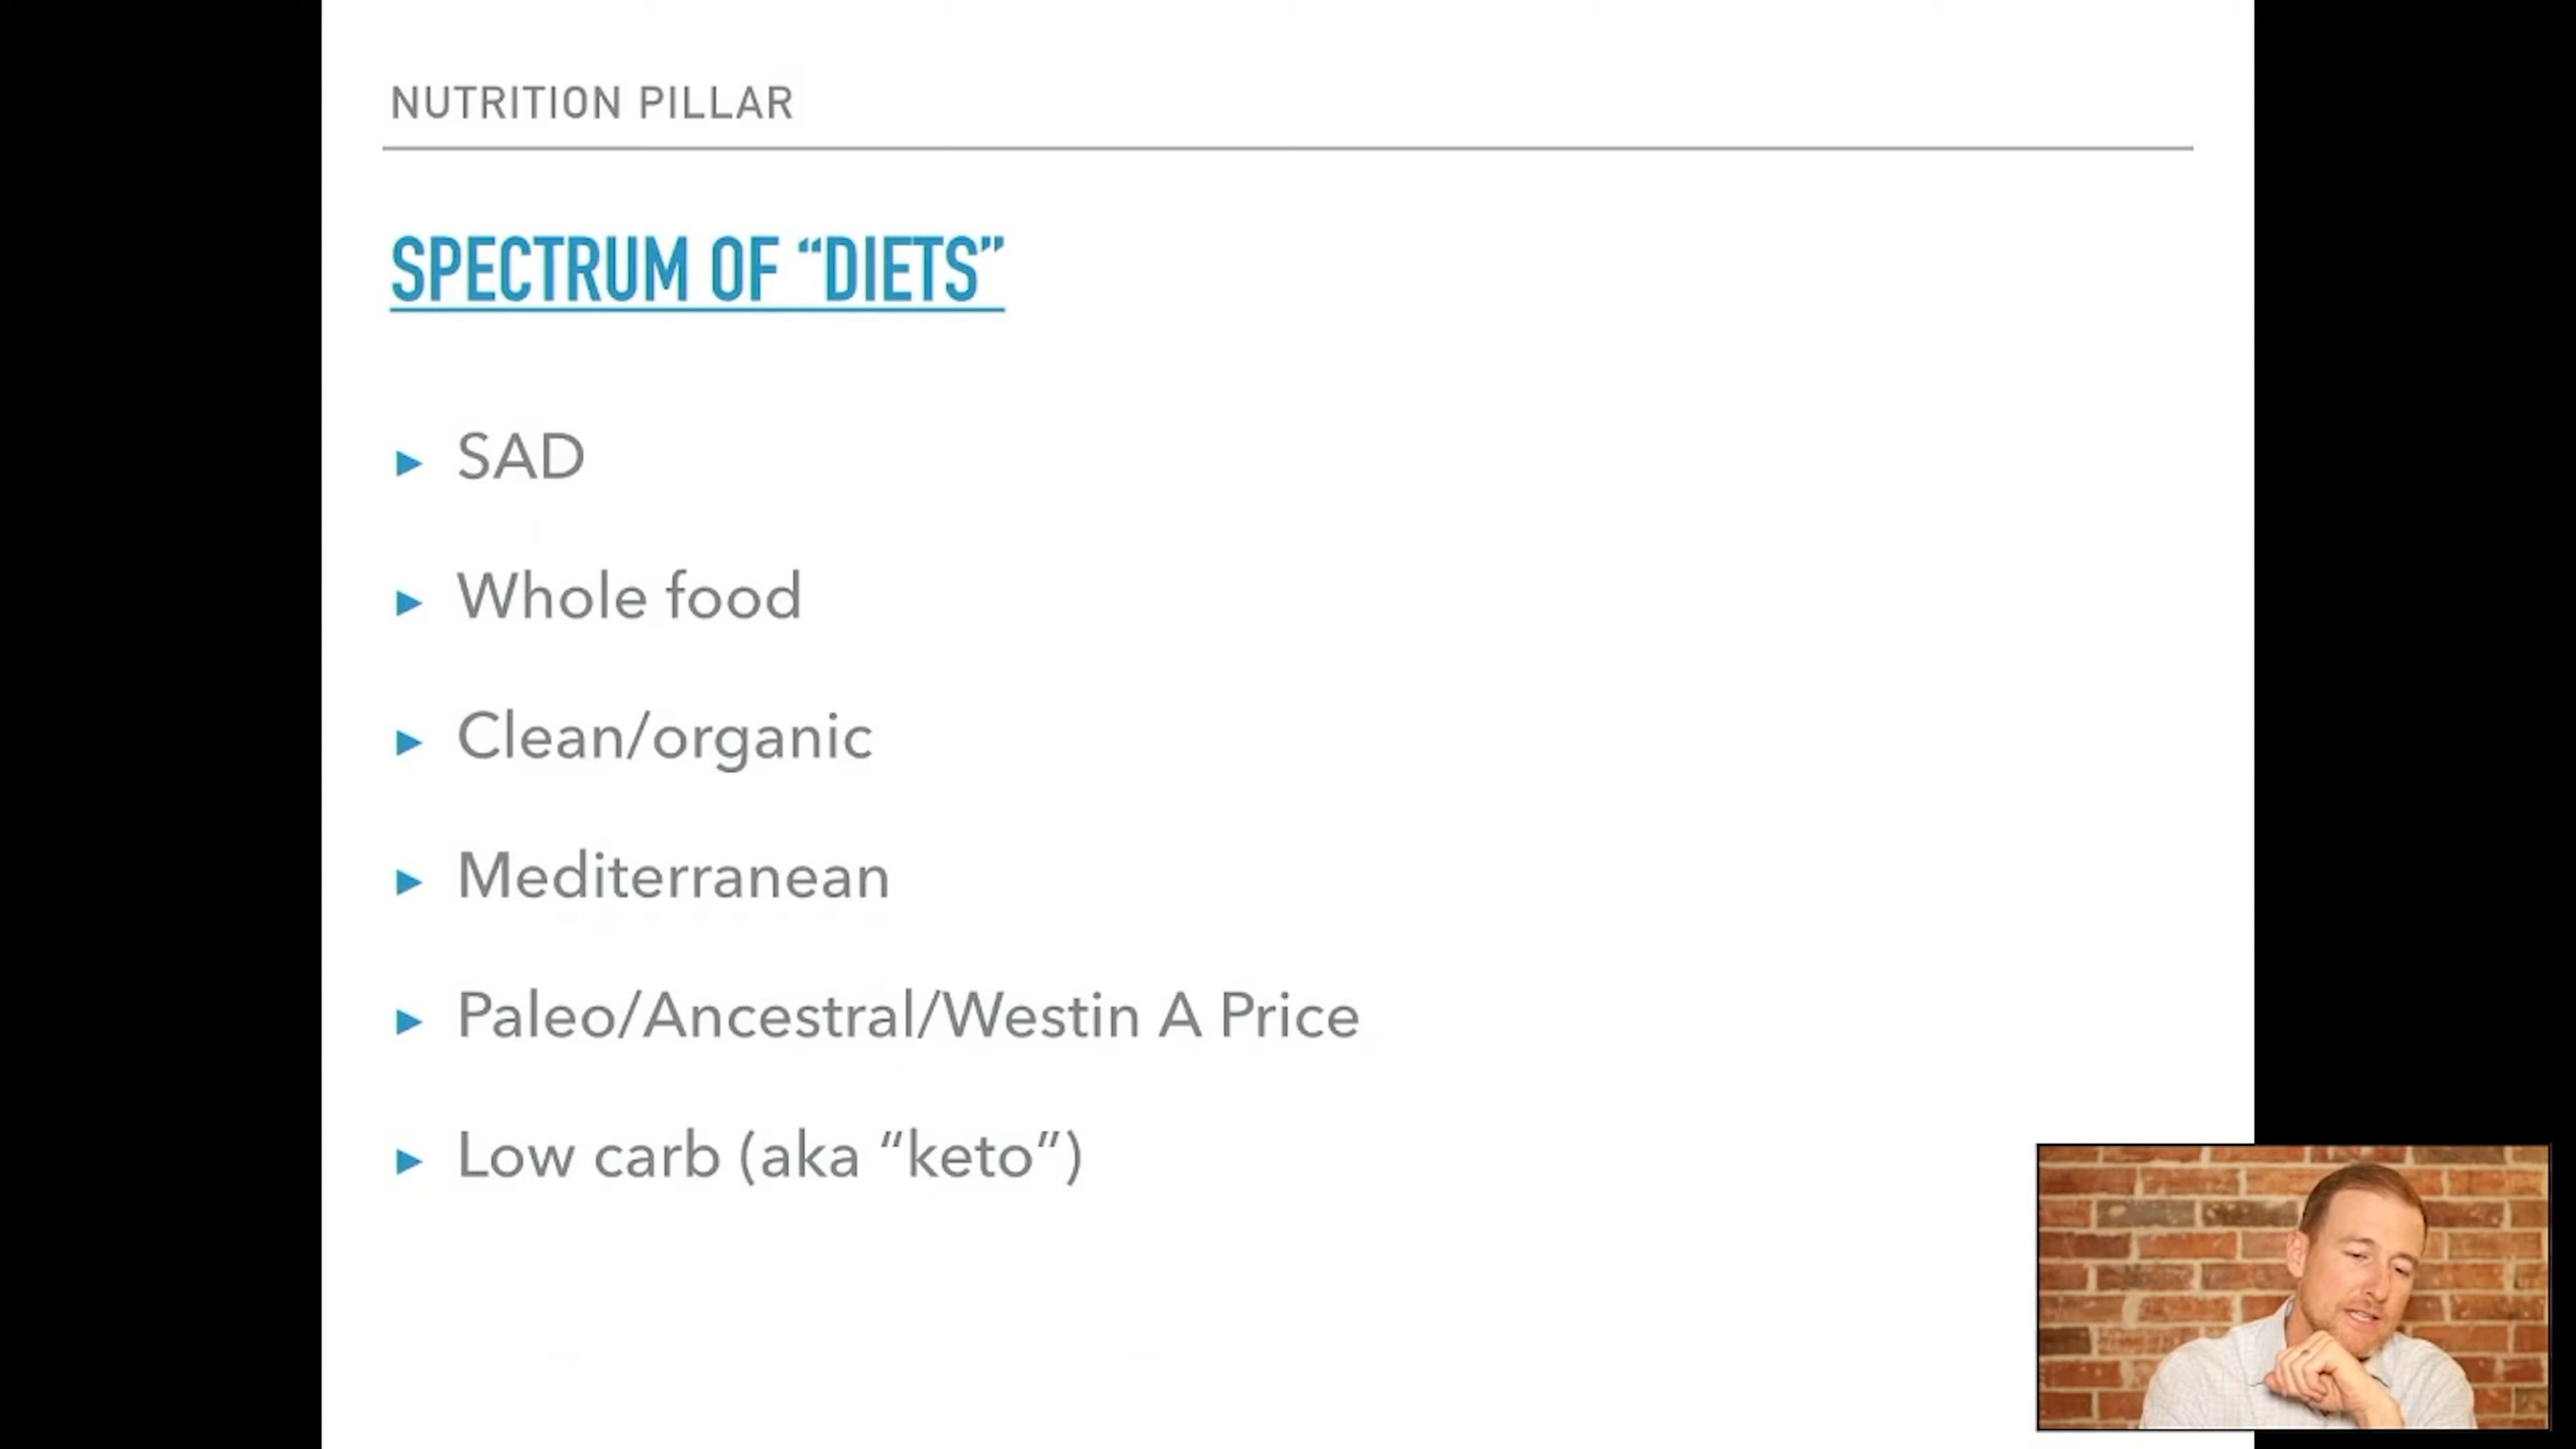 NUTRITION PILLAR
SPECTRUM OF “DIETS”
SAD
Whole food
Clean/organic
Mediterranean
Paleo/Ancestral/Westin A Price
Low carb (aka “keto”)